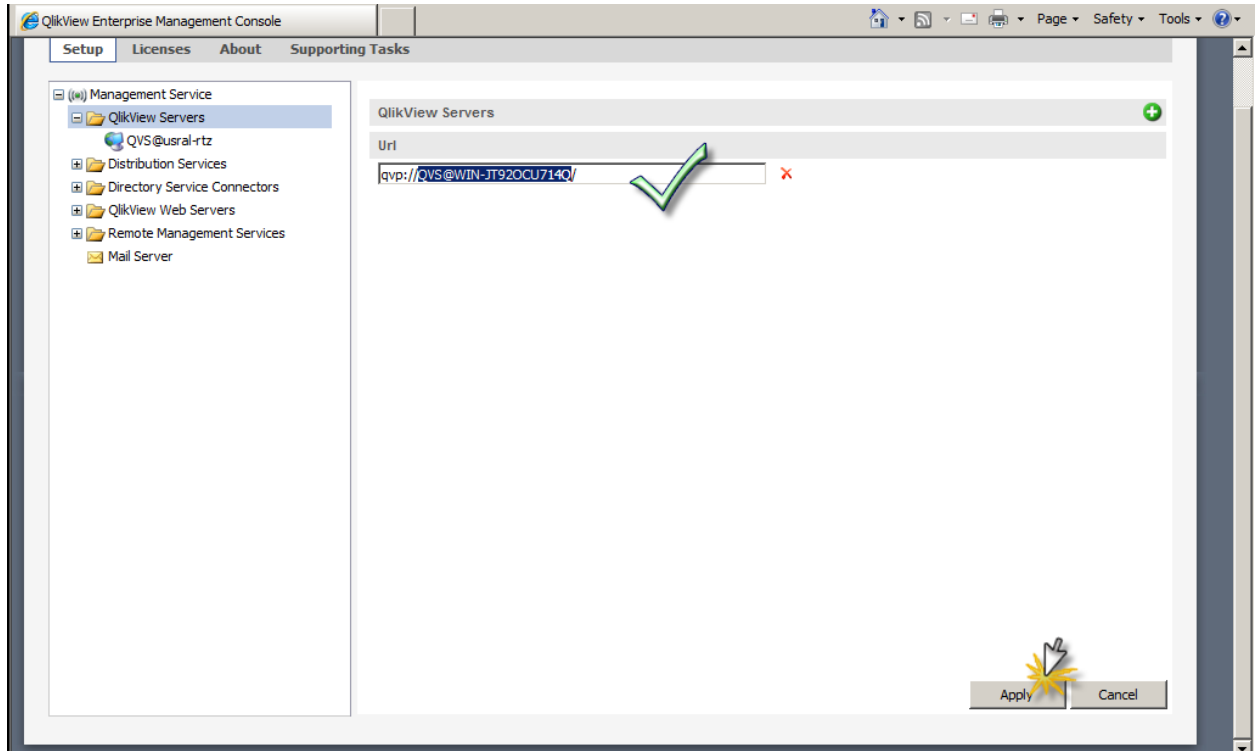 QlikView Enterprise Management Console
Page Safety Tools
Setup Licenses About Supporting Tasks
Management Service
QlikView Servers
QVS@usral-rtz
Distribution Services
Directory Service Connectors
QlikView Web Servers
Remote Management Services
Mail Server
QlikView Servers
Url
qvp://QVS@WIN-JT92OCU714Q/
Apply Cancel